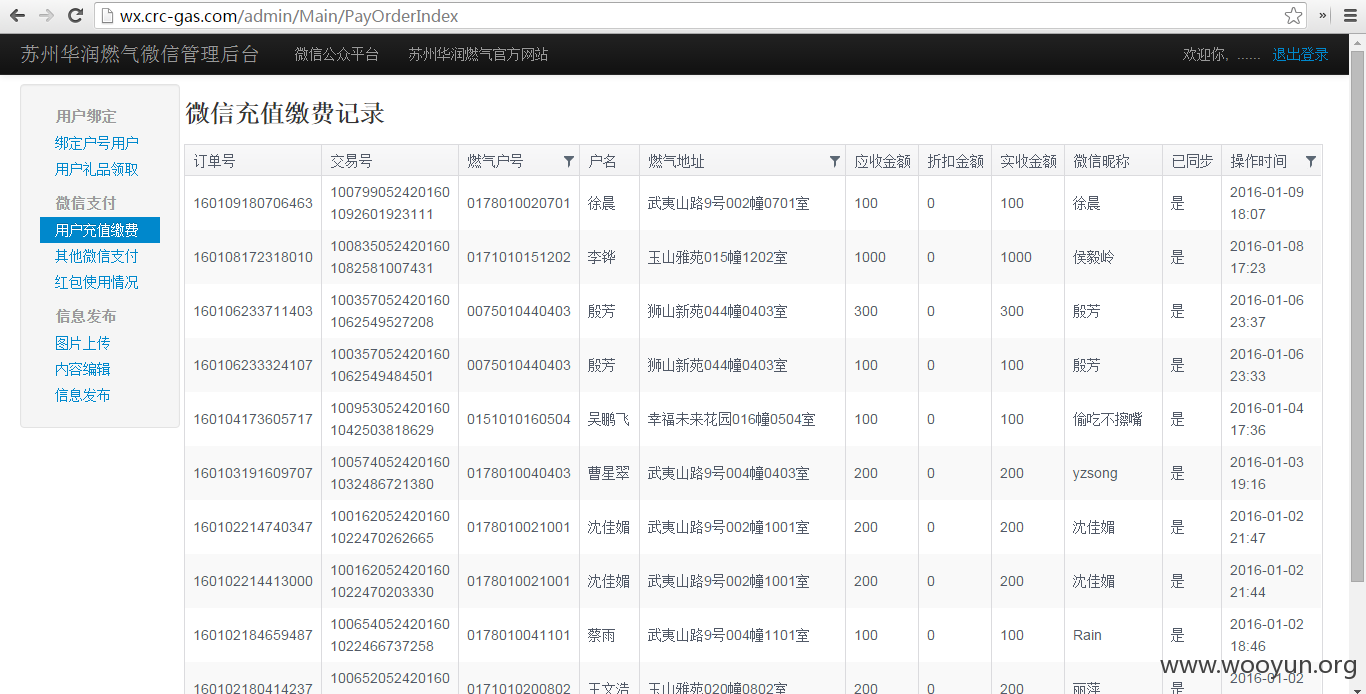 wx.crc-gas.com/admin/Main/PayOrderIndex
苏州华润燃气微信管理后台 微信公众平台 苏州华润燃气官方网站 欢迎你, ...... 退出登录
用户绑定
绑定户号用户
用户礼品领取
微信支付
用户充值缴费
其他微信支付
红包使用情况
信息发布
图片上传
内容编辑
信息发布
微信充值缴费记录
订单号 交易号 燃气户号 户名 燃气地址 应收金额 折扣金额 实收金额 微信昵称 已同步 操作时间
160109180706463 100799052420160 0178010020701 徐晨 武夷山路9号002幢0701室 100 0 100 徐晨 是 2016-01-09
1092601923111 18:07
160108172318010 100835052420160 0171010151202 李铧 玉山雅苑015幢1202室 1000 0 1000 侯毅岭 是 2016-01-08
1082581007431 17:23
160106233711403 100357052420160 0075010440403 殷芳 狮山新苑044幢0403室 300 0 300 殷芳 是 2016-01-06
1062549527208 23:37
160106233324107 100357052420160 0075010440403 殷芳 狮山新苑044幢0403室 100 0 100 殷芳 是 2016-01-06
1062549484501 23:33
160104173605717 100953052420160 0151010160504 吴鹏飞 幸福未来花园016幢0504室 100 0 100 偷吃不擦嘴 是 2016-01-04
1042503818629 17:36
160103191609707 100574052420160 0178010040403 曹星翠 武夷山路9号004幢0403室 200 0 200 yzsong 是 2016-01-03
1032486721380 19:16
160102214740347 100162052420160 0178010021001 沈佳媚 武夷山路9号002幢1001室 200 0 200 沈佳媚 是 2016-01-02
1022470262665 21:47
160102214413000 100162052420160 0178010021001 沈佳媚 武夷山路9号002幢1001室 200 0 200 沈佳媚 是 2016-01-02
1022470203330 21:44
160102184659487 100654052420160 0178010041101 蔡雨 武夷山路9号004幢1101室 100 0 100 Rain 是 2016-01-02
1022466737258 18:46
160102180414237 100652052420160 0171010200802 王文浩 玉山雅苑020幢0802室 200 0 200 丽萍 是 2016-01-02
www.wooyun.org